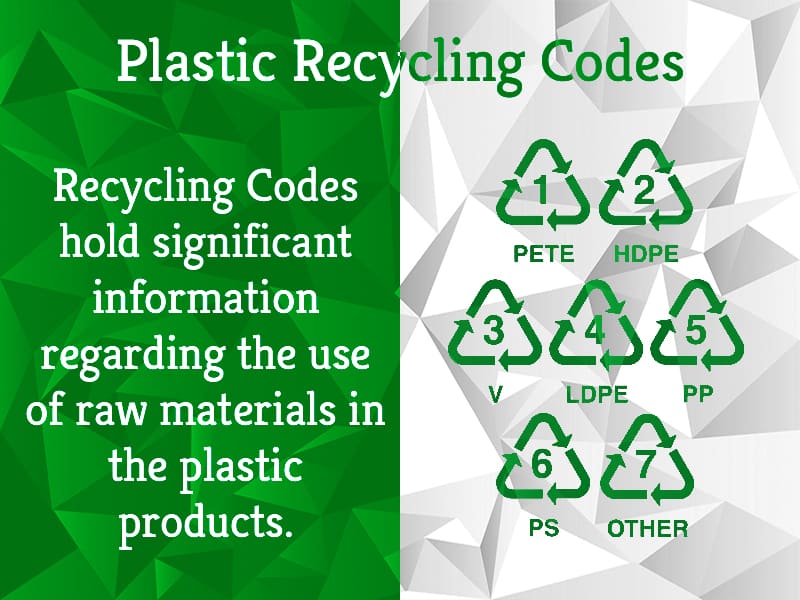 Plastic Recycling Codes
Recycling Codes
hold significant
information
regarding the use
of raw materials in
the plastic
products.
1 2
PETE HDPE
3 4 5
V LDPE PP
6 7
PS OTHER